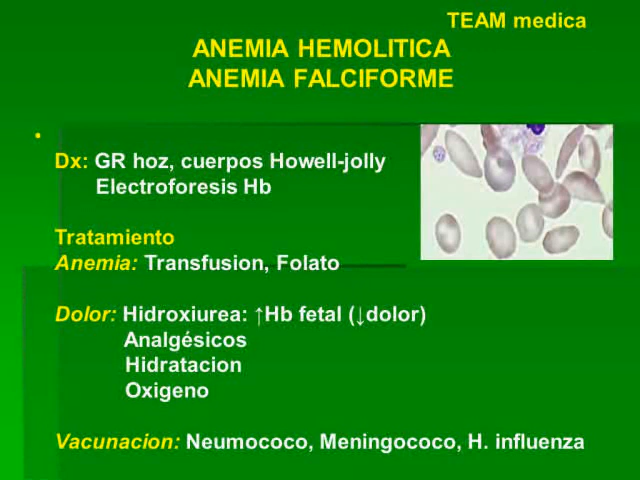 TEAM medica
ANEMIA HEMOLITICA
ANEMIA FALCIFORME
• 
Dx: GR hoz, cuerpos Howell-jolly
Electroforesis Hb
Tratamiento
Anemia: Transfusion, Folato
Dolor: Hidroxiurea: ↑Hb fetal (↓dolor)
Analgésicos
Hidratacion
Oxigeno
Vacunacion: Neumococo, Meningococo, H. influenza